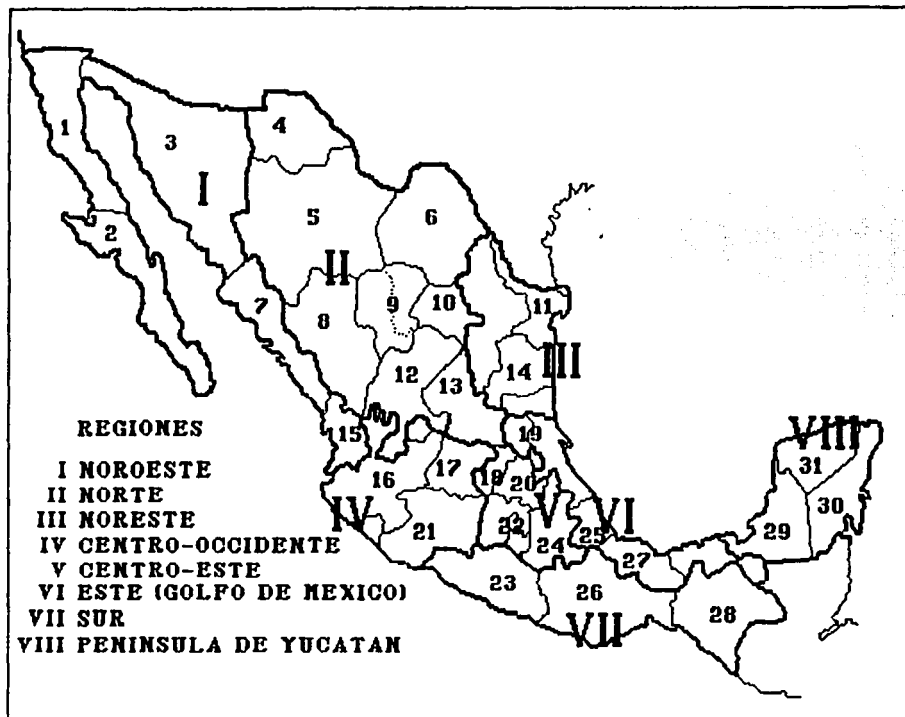 1
3
4
I
2
5
6
II
7
8
9
10
11
12
13
14
III
15
16
17
18
19
20
IV
21
22
V
24
25
VI
23
26
27
VII
28
VIII
31
29
30
REGIONES
I NOROESTE
II NORTE
III NORESTE
IV CENTRO-OCCIDENTE
V CENTRO-ESTE
VI ESTE (GOLFO DE MEXICO)
VII SUR
VIII PENINSULA DE YUCATAN